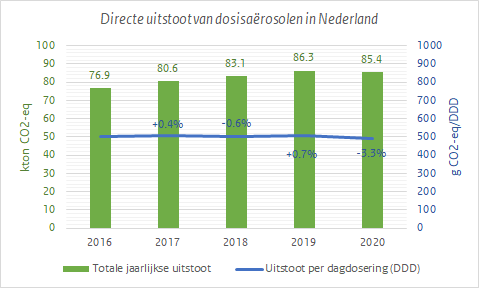 Directe uitstoot van dosisaërosolen in Nederland
kton CO2-eq
g CO2-eq/DDD
100 1000
90 900
80 800
70 700
60 600
50 500
40 400
30 300
20 200
10 100
0 0
76.9 80.6 83.1 86.3 85.4
+0.4% -0.6% +0.7% -3.3%
2016 2017 2018 2019 2020
Totale jaarlijkse uitstoot Uitstoot per dagdosering (DDD)